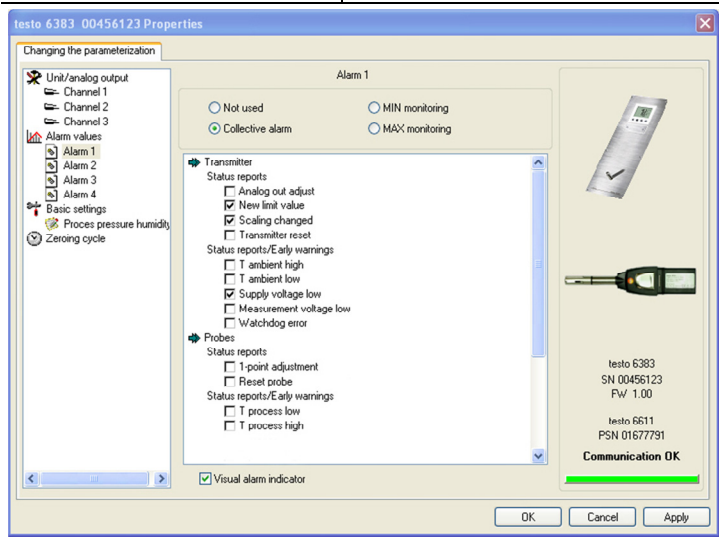 testo 6383 00456123 Properties
Changing the parameterization
Unit/analog output
Channel 1
Channel 2
Channel 3
Alarm values
Alarm 1
Alarm 2
Alarm 3
Alarm 4
Basic settings
Proces pressure humidity
Zeroing cycle
Alarm 1
Not used
MIN monitoring
Collective alarm
MAX monitoring
Transmitter
Status reports
Analog out adjust
New limit value
Scaling changed
Transmitter reset
Status reports/Early warnings
T ambient high
T ambient low
Supply voltage low
Measurement voltage low
Watchdog error
Probes
Status reports
1-point adjustment
Reset probe
Status reports/Early warnings
T process low
T process high
Visual alarm indicator
testo 6383
SN 00456123
FW 1.00
testo 6611
PSN 01677791
Communication OK
OK
Cancel
Apply